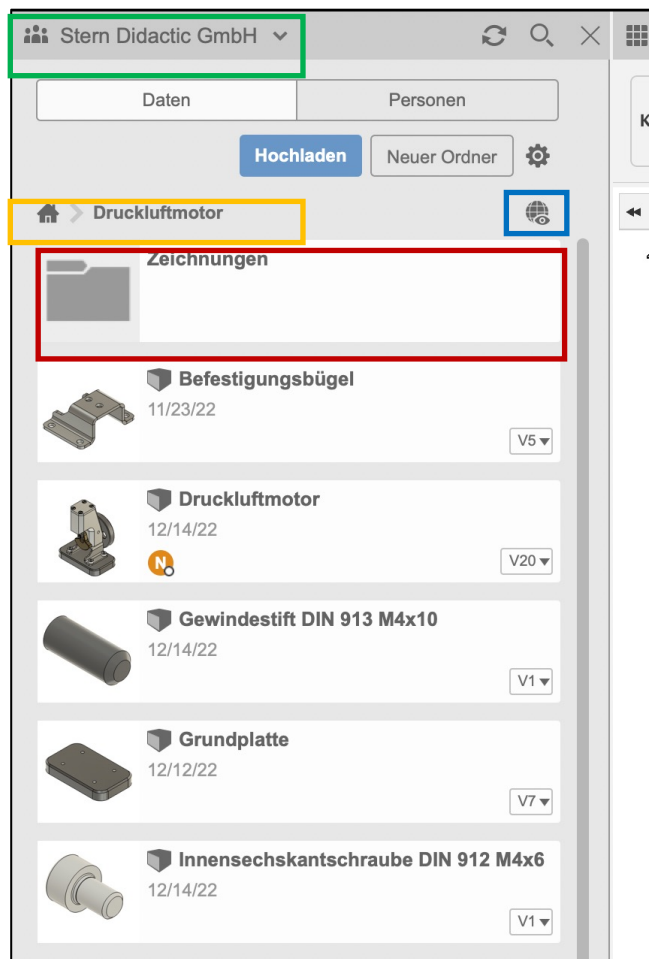 Stern Didactic GmbH
Daten Personen
Hochladen Neuer Ordner
K
Druckluftmotor
Zeichnungen
Befestigungsbügel
11/23/22
V5
Druckluftmotor
12/14/22
N
V20
Gewindestift DIN 913 M4x10
12/14/22
V1
Grundplatte
12/12/22
V7
Innensechskantschraube DIN 912 M4x6
12/14/22
V1